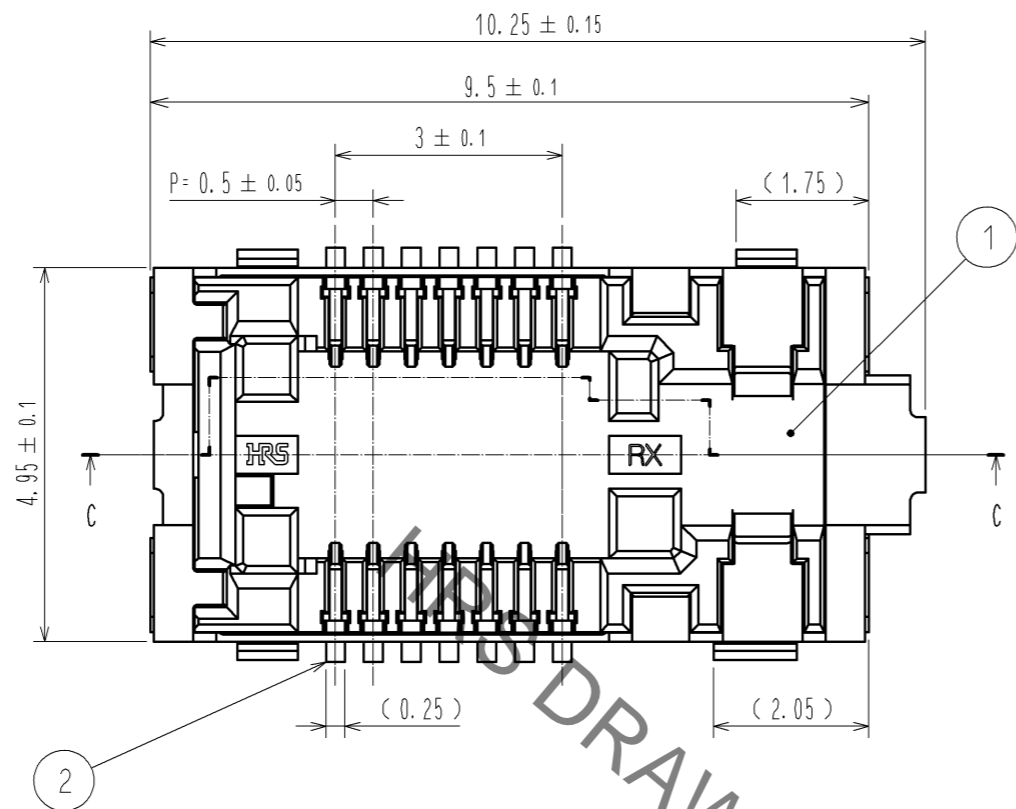 10.25 ± 0.15
9.5 ± 0.1
3 ± 0.1
P= 0.5 ± 0.05
(1.75)
1
4.95 ± 0.1
HRS
RX
C
C
(0.25)
(2.05)
2
HRS DRAW